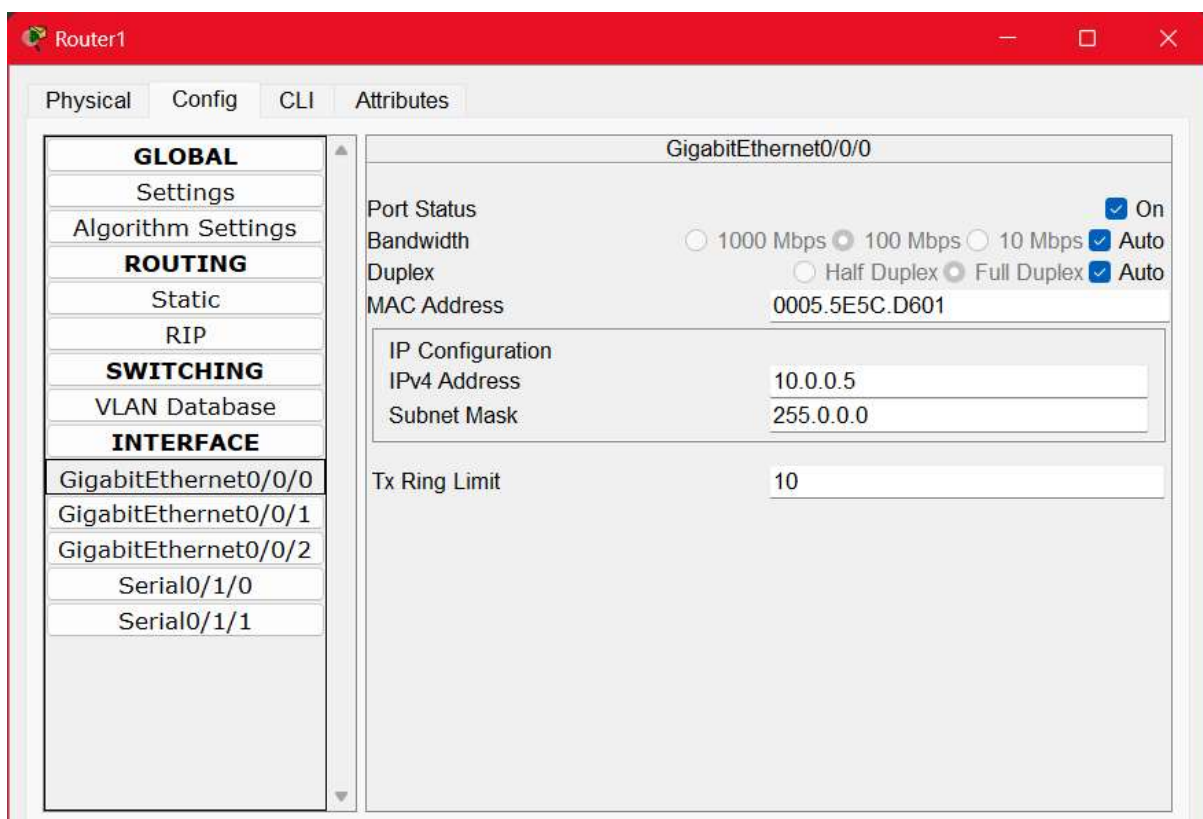 Router1
Physical Config CLI Attributes
GLOBAL
Settings
Algorithm Settings
ROUTING
Static
RIP
SWITCHING
VLAN Database
INTERFACE
GigabitEthernet0/0/0
GigabitEthernet0/0/1
GigabitEthernet0/0/2
Serial0/1/0
Serial0/1/1
GigabitEthernet0/0/0
Port Status On
Bandwidth 1000 Mbps 100 Mbps 10 Mbps Auto
Duplex Half Duplex Full Duplex Auto
MAC Address 0005.5E5C.D601
IP Configuration
IPv4 Address 10.0.0.5
Subnet Mask 255.0.0.0
Tx Ring Limit 10